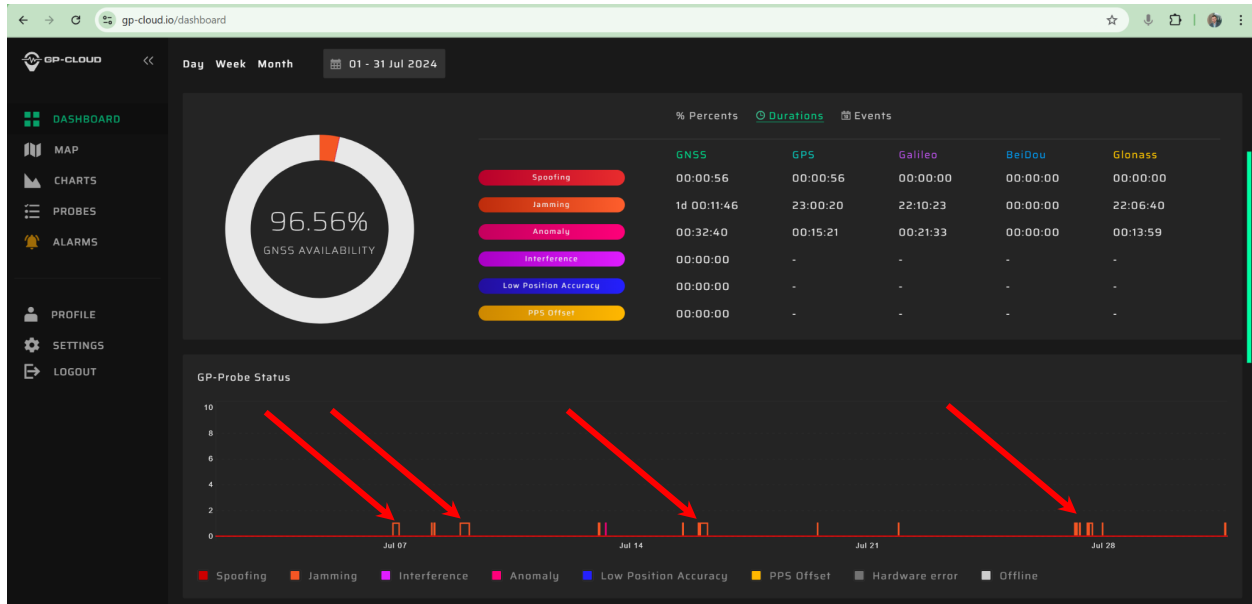 gp-cloud.io/dashboard
GP-CLOUD
Day Week Month 01 - 31 Jul 2024
DASHBOARD
MAP
CHARTS
PROBES
ALARMS
PROFILE
SETTINGS
LOGOUT
96.56%
GNSS AVAILABILITY
% Percents Durations Events
GNSS GPS Galileo BeiDou Glonass
Spoofing 00:00:56 00:00:56 00:00:00 00:00:00 00:00:00
Jamming 1d 00:11:46 23:00:20 22:10:23 00:00:00 22:06:40
Anomaly 00:32:40 00:15:21 00:21:33 00:00:00 00:13:59
Interference 00:00:00 - - - -
Low Position Accuracy 00:00:00 - - - -
PPS Offset 00:00:00 - - - -
GP-Probe Status
10
8
6
4
2
0
Jul 07 Jul 14 Jul 21 Jul 28
Spoofing Jamming Interference Anomaly Low Position Accuracy PPS Offset Hardware error Offline